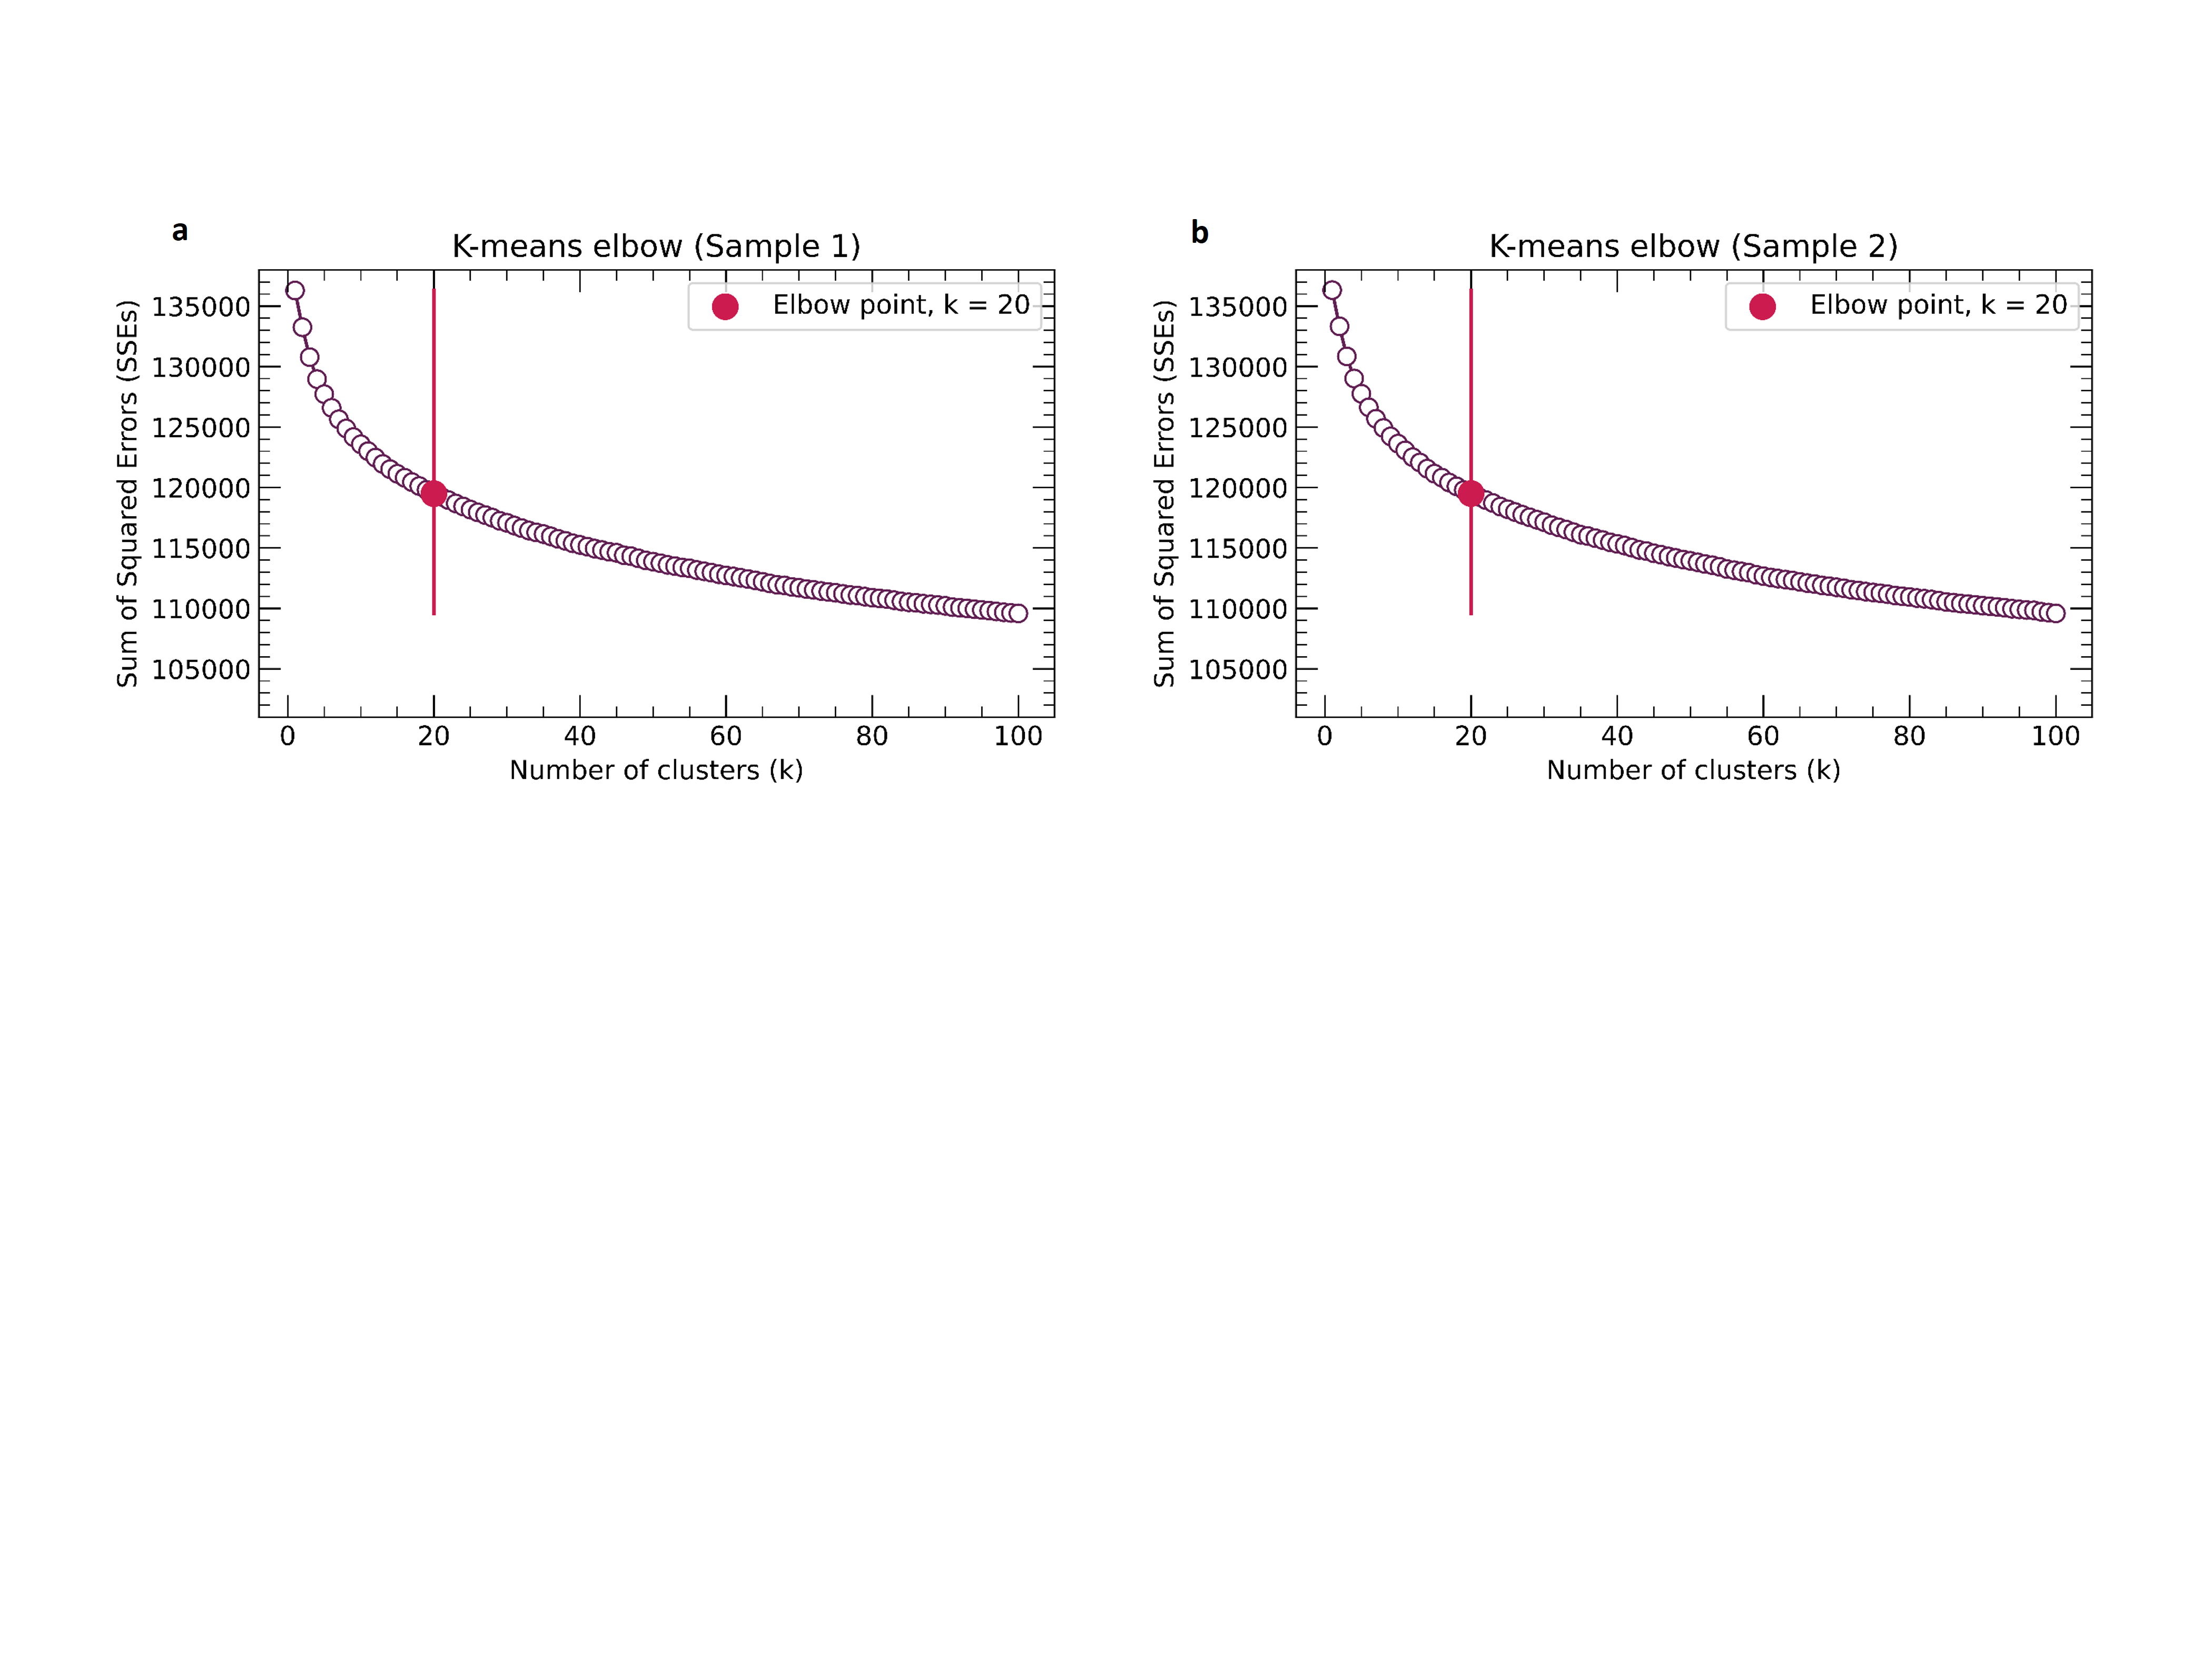 a
K-means elbow (Sample 1)
Elbow point, k = 20
Sum of Squared Errors (SSEs)
135000
130000
125000
120000
115000
110000
105000
0 20 40 60 80 100
Number of clusters (k)
b
K-means elbow (Sample 2)
Elbow point, k = 20
Sum of Squared Errors (SSEs)
135000
130000
125000
120000
115000
110000
105000
0 20 40 60 80 100
Number of clusters (k)